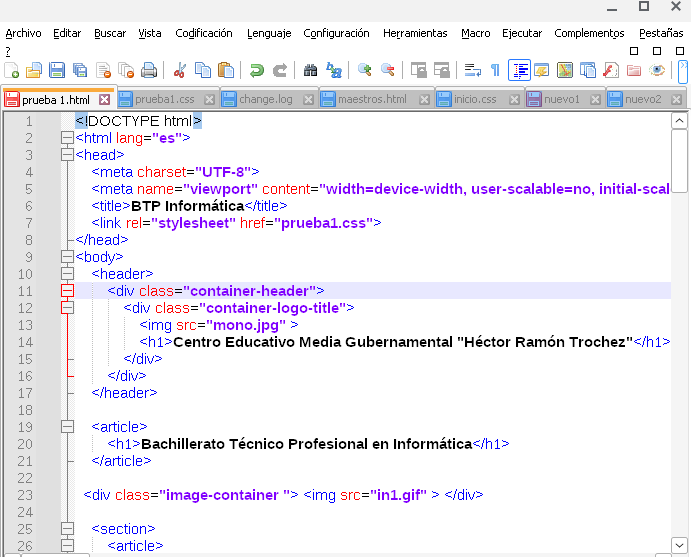 Archivo Editar Buscar Vista Codificación Lenguaje Configuración Herramientas Macro Ejecutar Complementos Pestañas
?
prueba 1.html prueba1.css change.log maestros.html inicio.css nuevo1 nuevo2
1 <!DOCTYPE html>
2 <html lang="es">
3 <head>
4 <meta charset="UTF-8">
5 <meta name="viewport" content="width=device-width, user-scalable=no, initial-scal
6 <title>BTP Informática</title>
7 <link rel="stylesheet" href="prueba1.css">
8 </head>
9 <body>
10 <header>
11 <div class="container-header">
12 <div class="container-logo-title">
13 <img src="mono.jpg" >
14 <h1>Centro Educativo Media Gubernamental "Héctor Ramón Trochez"</h1>
15 </div>
16 </div>
17 </header>
18
19 <article>
20 <h1>Bachillerato Técnico Profesional en Informática</h1>
21 </article>
22
23 <div class="image-container "> <img src="in1.gif" > </div>
24
25 <section>
26 <article>